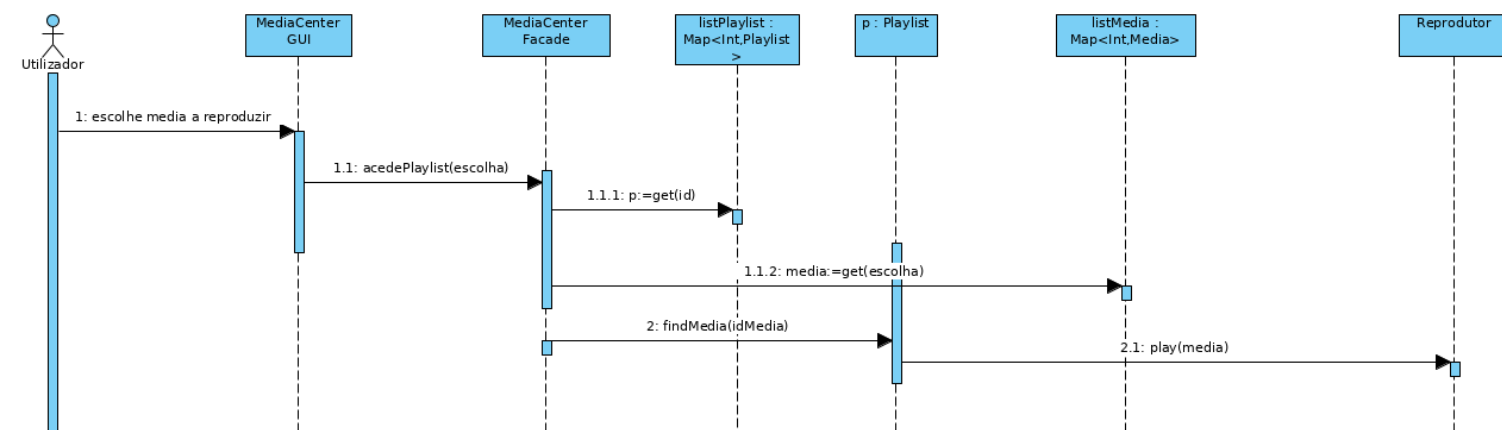 MediaCenter
GUI
MediaCenter
Facade
listPlaylist :
Map<Int,Playlist
>
p : Playlist
listMedia :
Map<Int,Media>
Reprodutor
Utilizador
1: escolhe media a reproduzir
1.1: acedePlaylist(escolha)
1.1.1: p:=get(id)
1.1.2: media:=get(escolha)
2: findMedia(idMedia)
2.1: play(media)